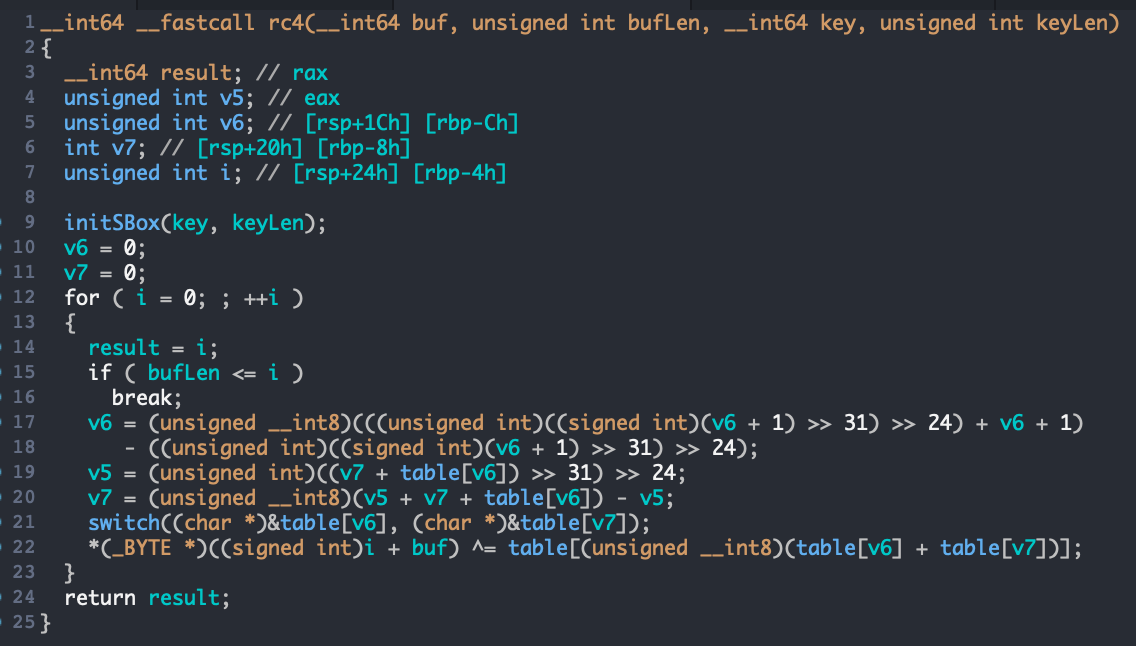 1 __int64 __fastcall rc4(__int64 buf, unsigned int bufLen, __int64 key, unsigned int keyLen)
2 {
3   __int64 result; // rax
4   unsigned int v5; // eax
5   unsigned int v6; // [rsp+1Ch] [rbp-Ch]
6   int v7; // [rsp+20h] [rbp-8h]
7   unsigned int i; // [rsp+24h] [rbp-4h]
8
9   initSBox(key, keyLen);
10   v6 = 0;
11   v7 = 0;
12   for ( i = 0; ; ++i )
13   {
14     result = i;
15     if ( bufLen <= i )
16       break;
17     v6 = (unsigned __int8)(((unsigned int)((signed int)(v6 + 1) >> 31) >> 24) + v6 + 1)
18        - ((unsigned int)((signed int)(v6 + 1) >> 31) >> 24);
19     v5 = (unsigned int)((v7 + table[v6]) >> 31) >> 24;
20     v7 = (unsigned __int8)(v5 + v7 + table[v6]) - v5;
21     switch((char *)&table[v6], (char *)&table[v7]);
22     *(_BYTE *)((signed int)i + buf) ^= table[(unsigned __int8)(table[v6] + table[v7])];
23   }
24   return result;
25 }